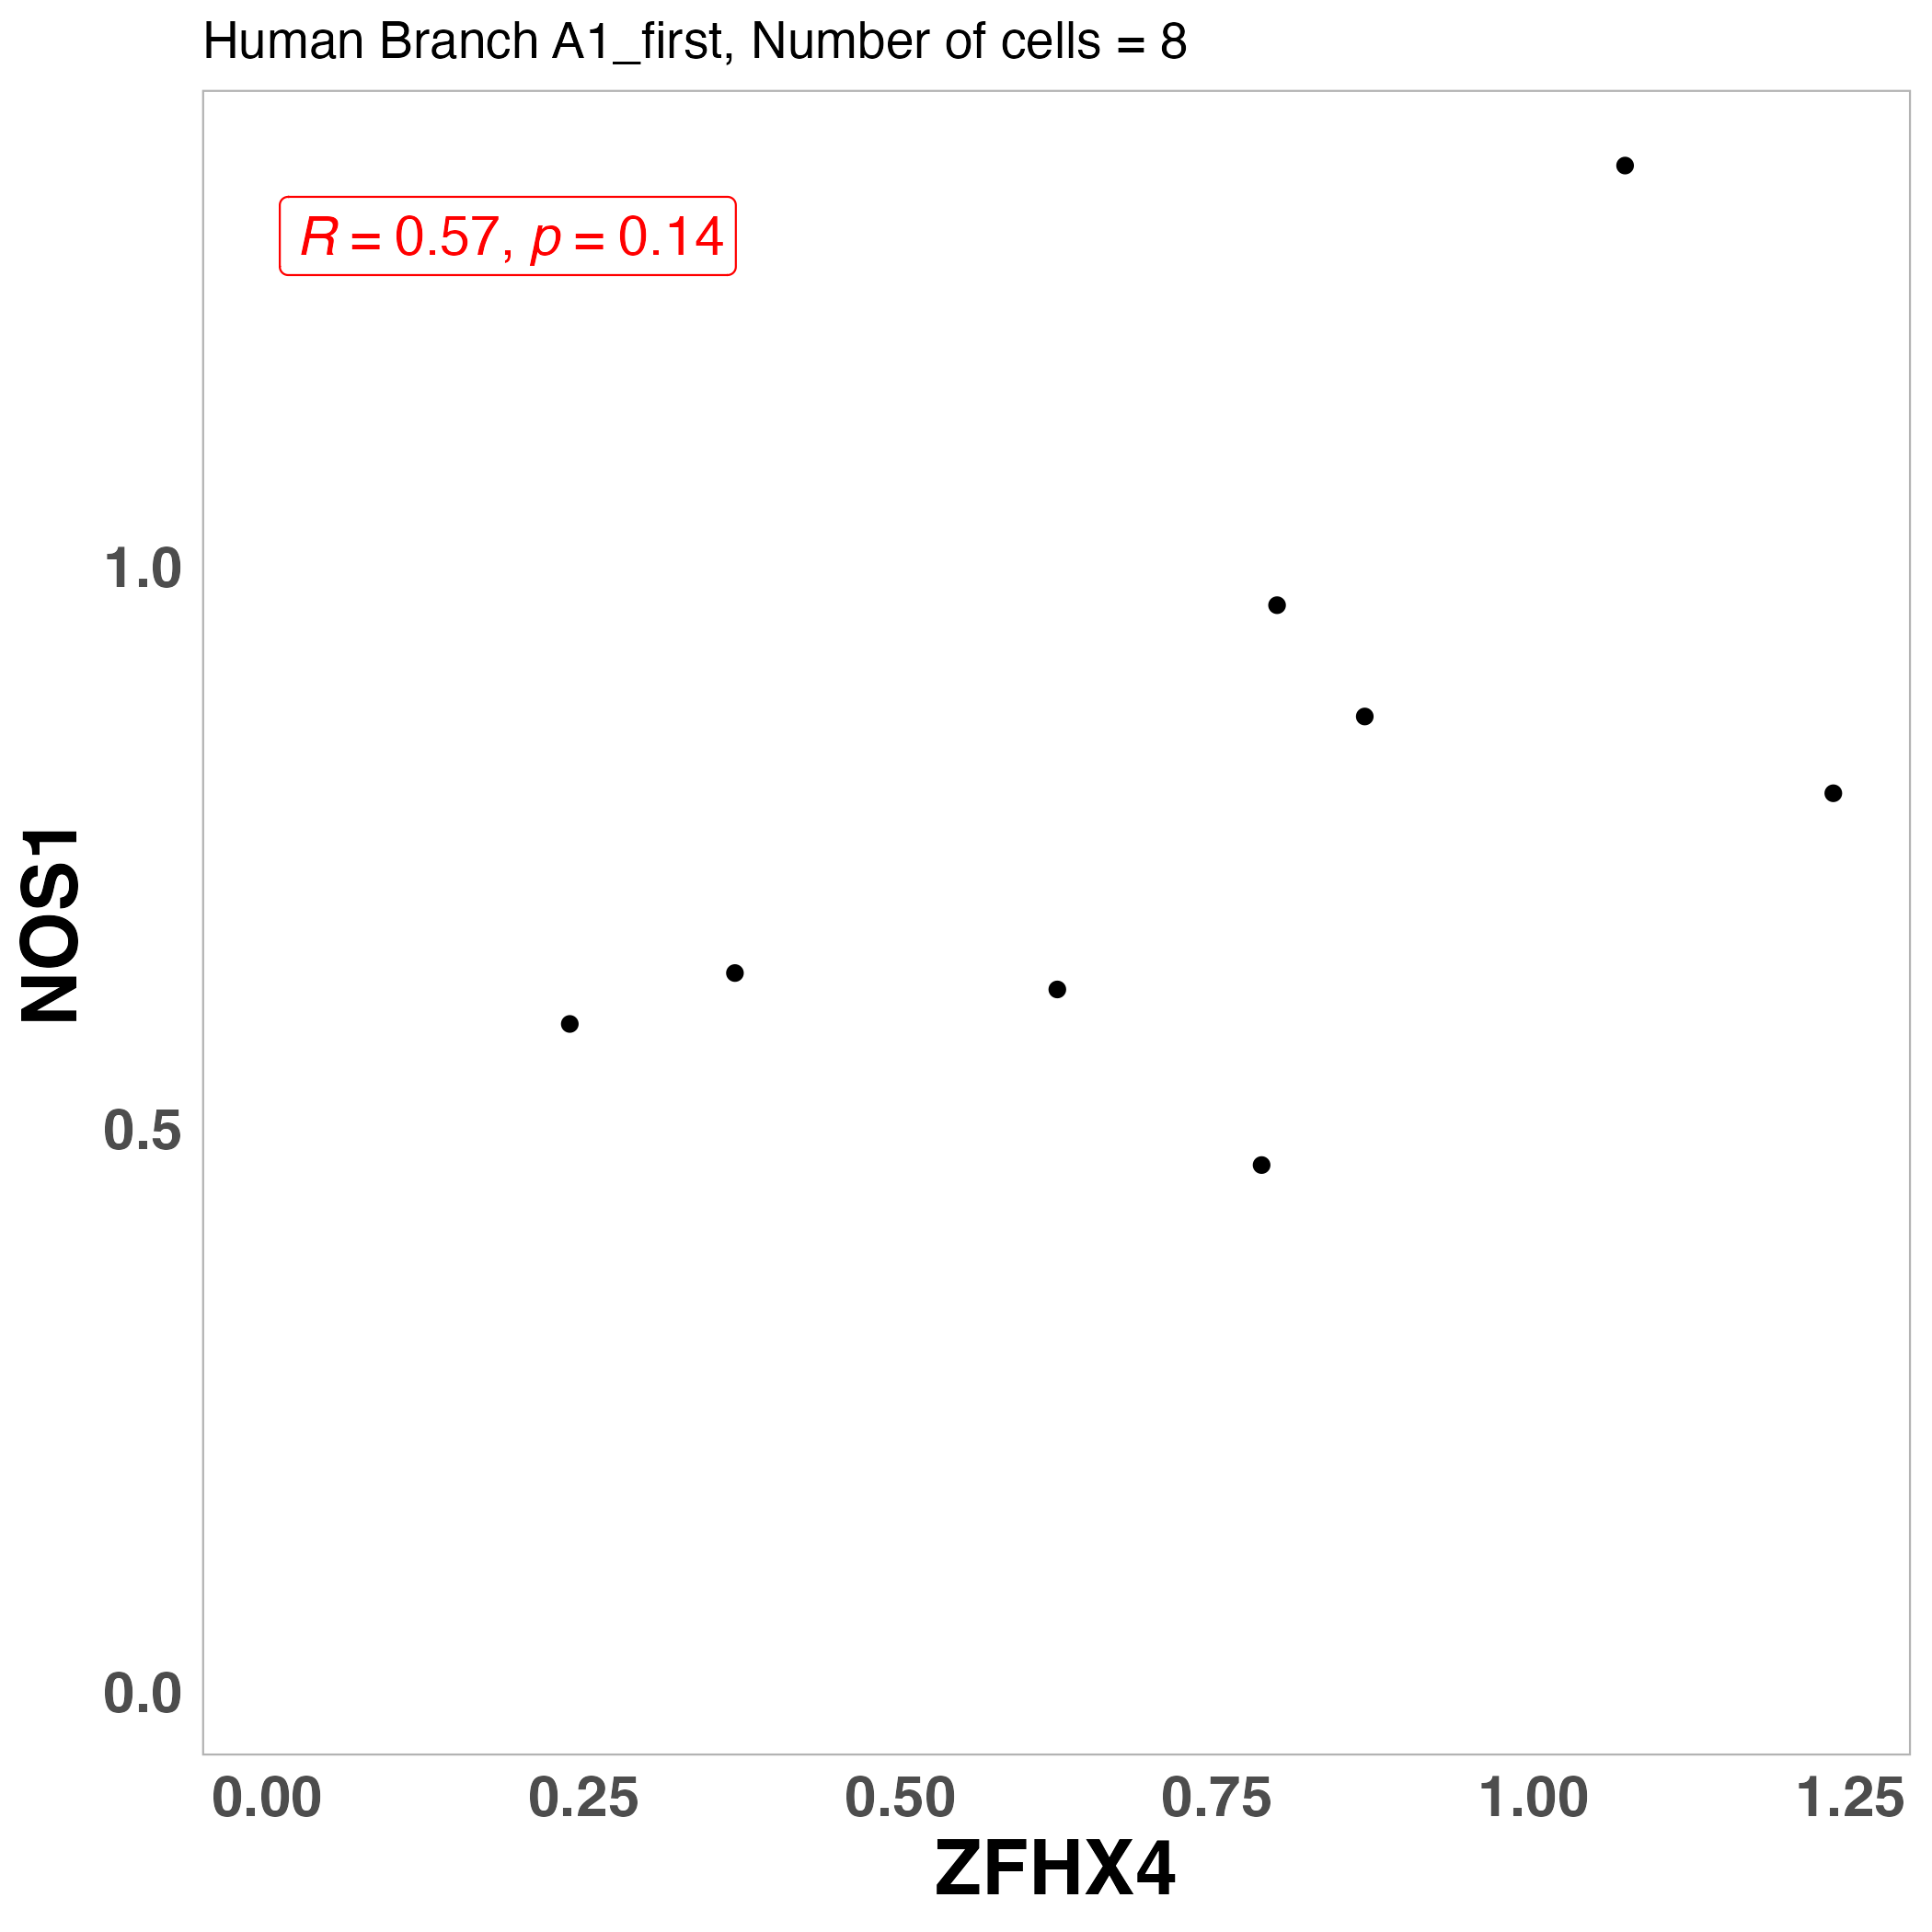 Human Branch A1_first, Number of cells = 8
R = 0.57, p = 0.14
1.0
0.5
0.0
NOS1
0.00 0.25 0.50 0.75 1.00 1.25
ZFHX4